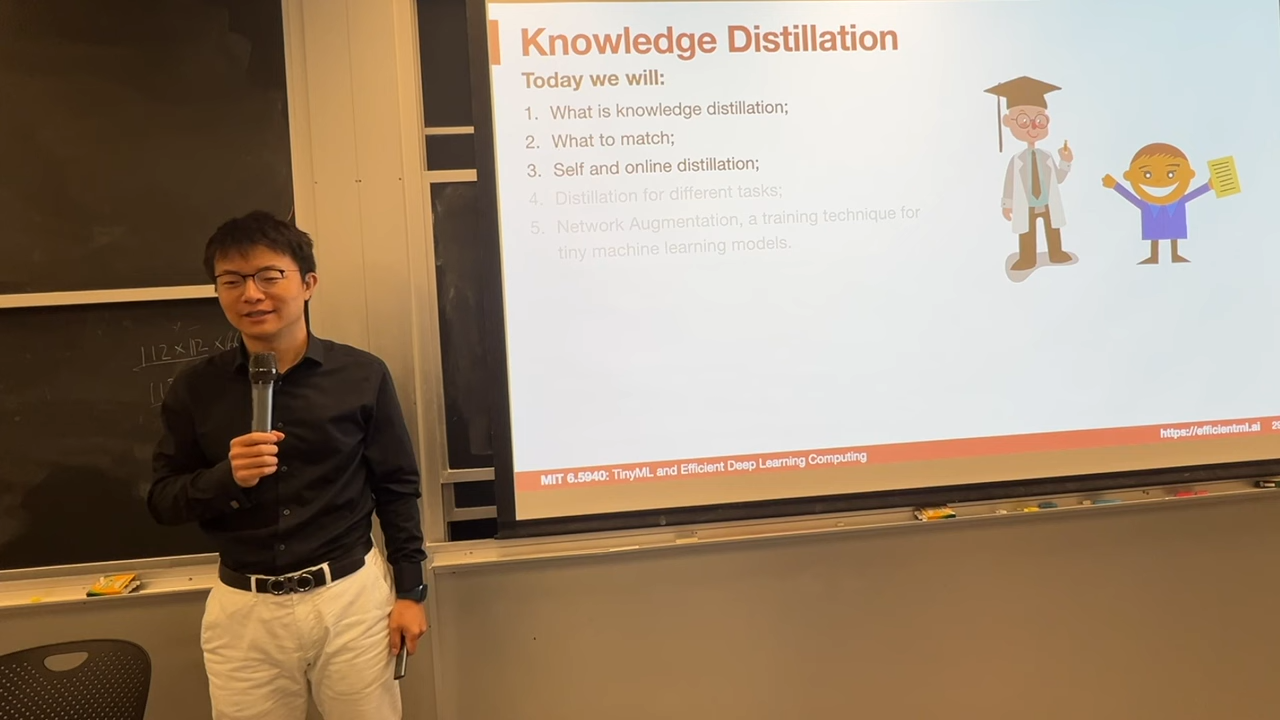 Knowledge Distillation
Today we will:
1. What is knowledge distillation;
2. What to match;
3. Self and online distillation;
4. Distillation for different tasks;
5. Network Augmentation, a training technique for
tiny machine learning models.
https://efficientml.ai
MIT 6.5940: TinyML and Efficient Deep Learning Computing
112 x 112 x